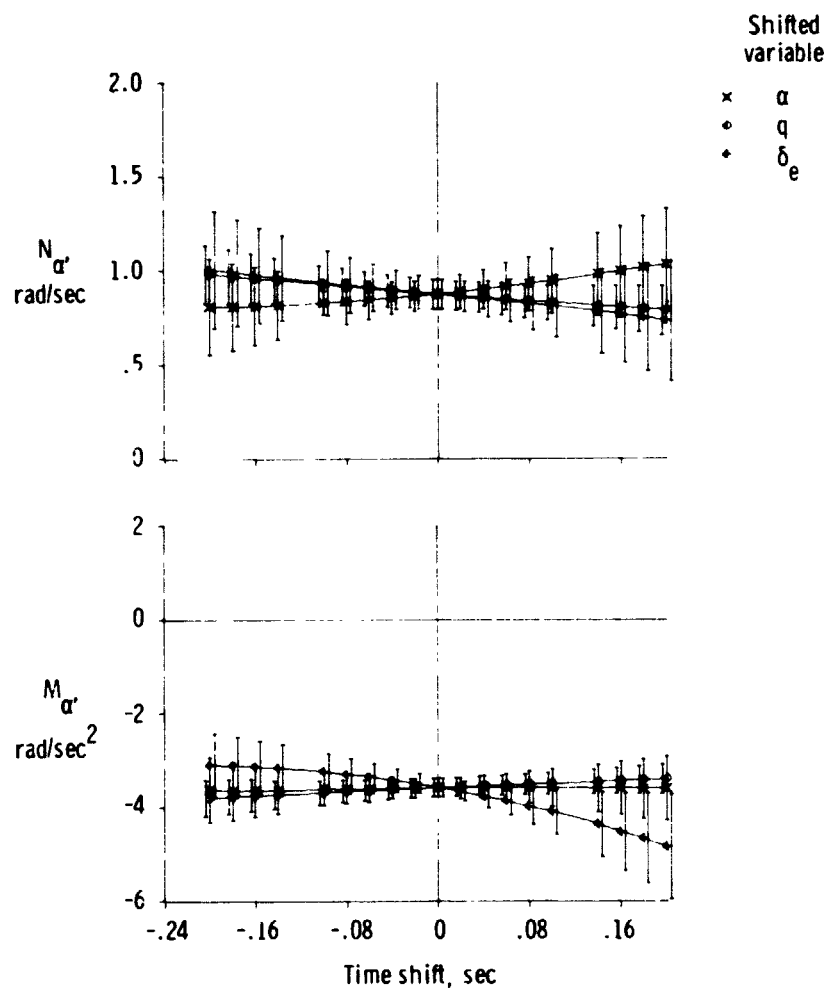 Shifted
variable
α
q
δe
2.0
1.5
1.0
.5
0
Nα,
rad/sec
2
0
-2
-4
-6
Mα,
rad/sec²
-.24 -.16 -.08 0 .08 .16
Time shift, sec